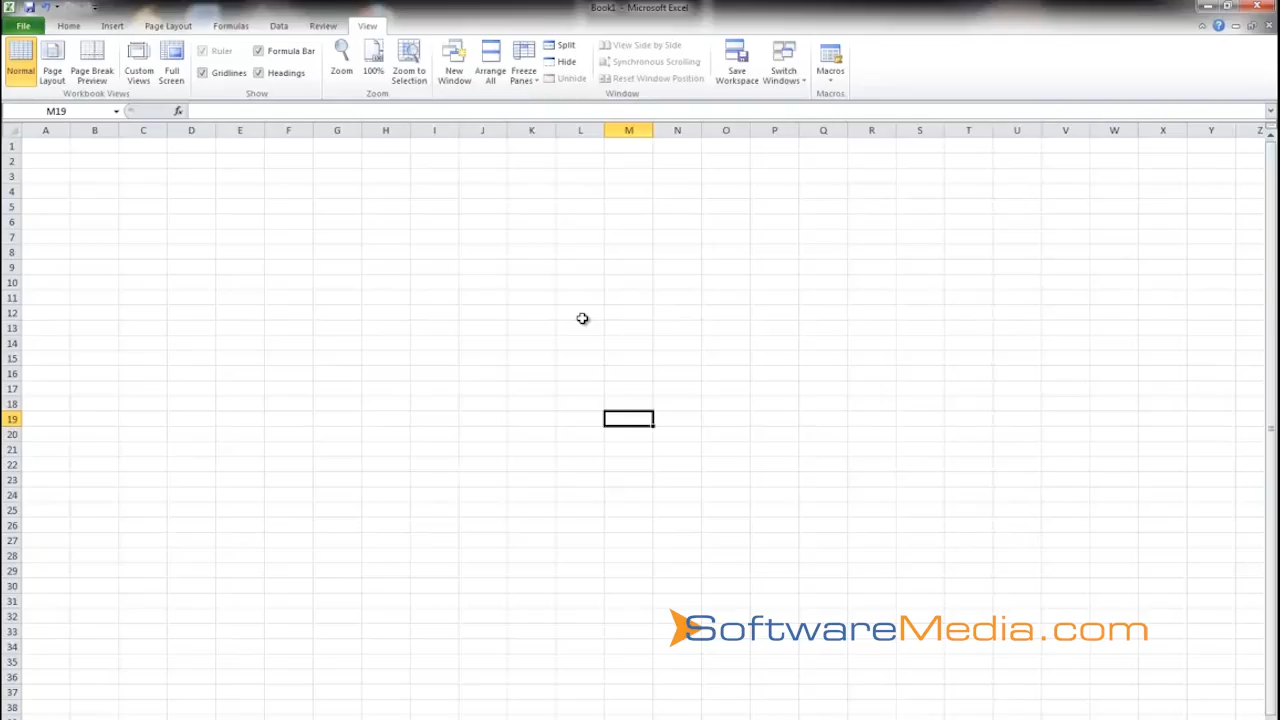 Book1 - Microsoft Excel
File Home Insert Page Layout Formulas Data Review View
Normal
Page Layout
Page Break Preview
Custom Views
Full Screen
Workbook Views
Ruler
Formula Bar
Gridlines
Headings
Show
Zoom
100%
Zoom to Selection
Zoom
New Window
Arrange All
Freeze Panes
Split
Hide
Unhide
View Side by Side
Synchronous Scrolling
Reset Window Position
Window
Save Workspace
Switch Windows
Macros
Macros
M19
fx
A B C D E F G H I J K L M N O P Q R S T U V W X Y Z
1
2
3
4
5
6
7
8
9
10
11
12
13
14
15
16
17
18
19
20
21
22
23
24
25
26
27
28
29
30
31
32
33
34
35
36
37
38
SoftwareMedia.com